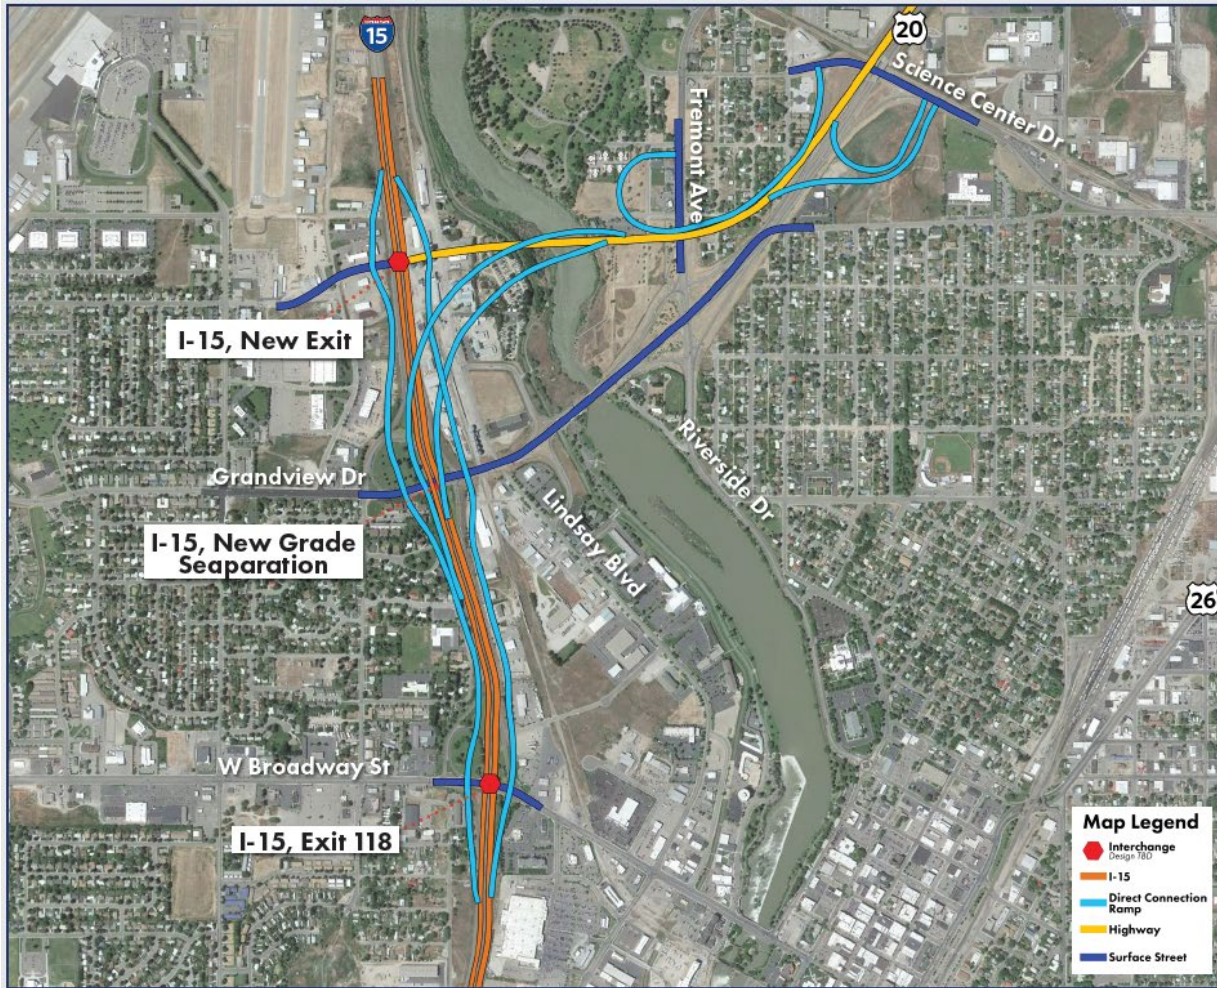 15
20
Science Center Dr
Fremont Ave
I-15, New Exit
Grandview Dr
Riverside Dr
I-15, New Grade
Seaparation
Lindsay Blvd
26
W Broadway St
I-15, Exit 118
Map Legend
Interchange
Design TBD
I-15
Direct Connection
Ramp
Highway
Surface Street